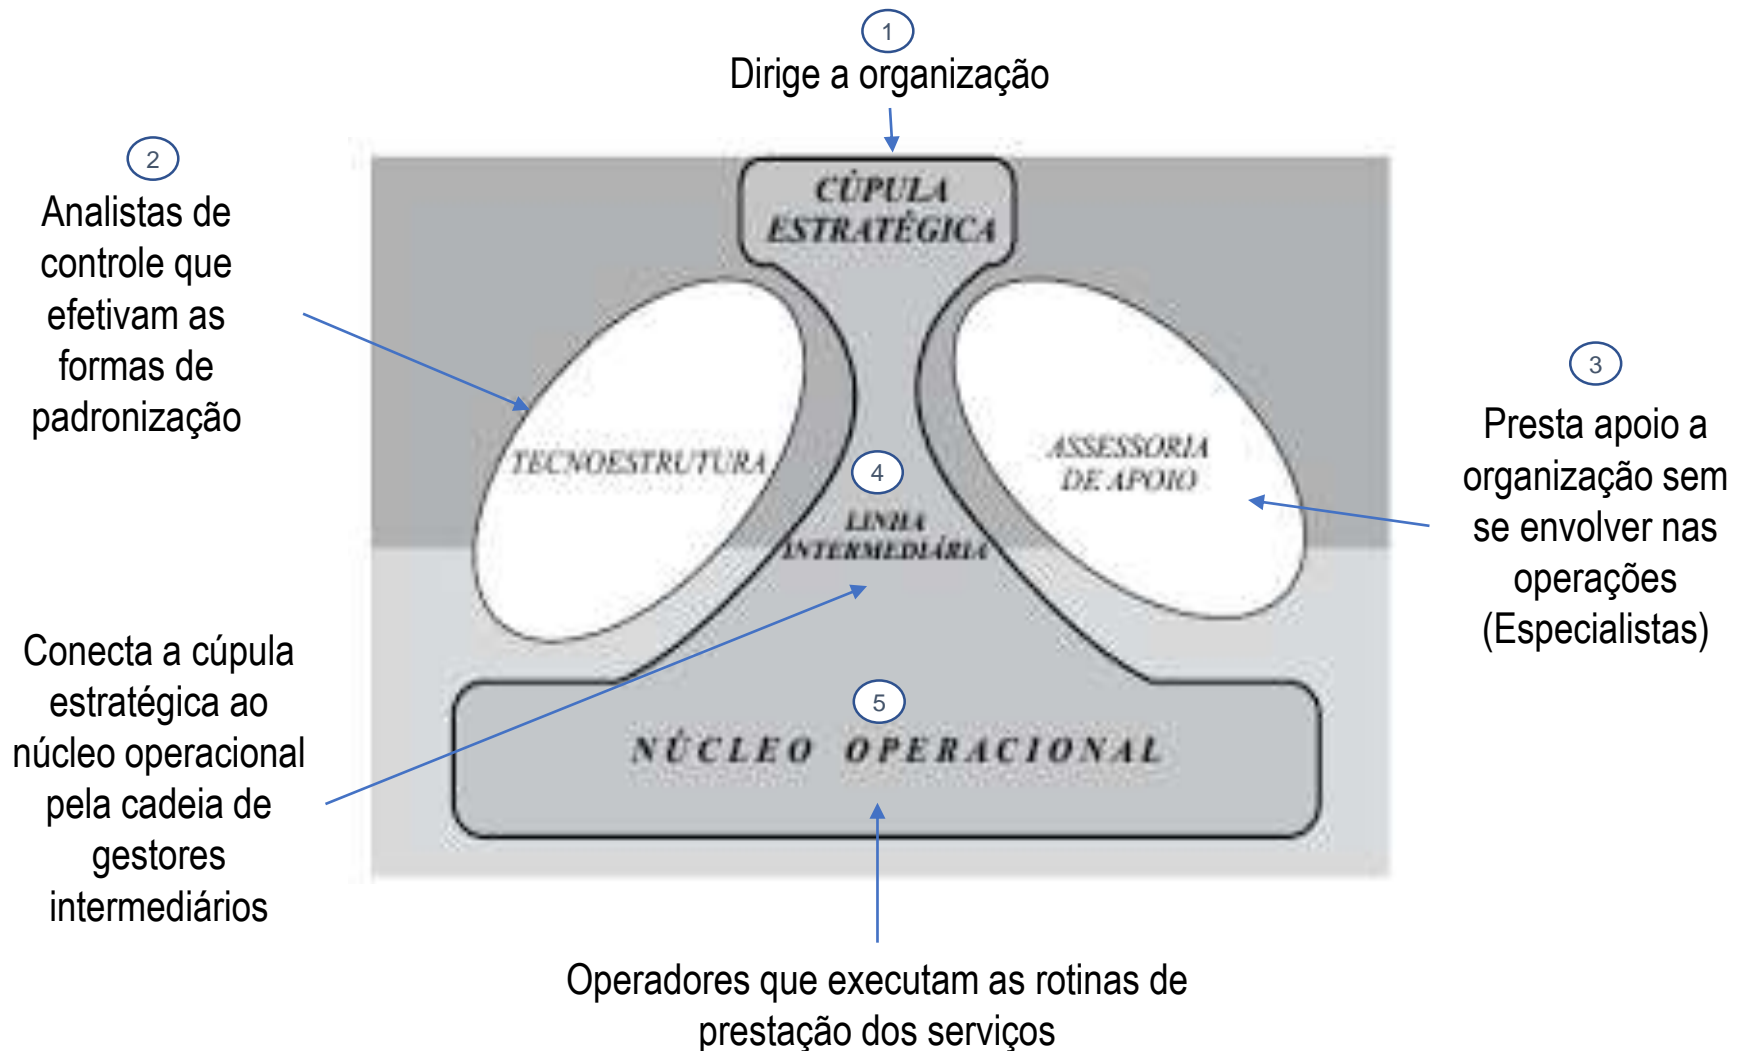 1
Dirige a organização
2
Analistas de
controle que
efetivam as
formas de
padronização
CÚPULA
ESTRATÉGICA
TECNOESTRUTURA
ASSESSORIA
DE APOIO
3
Presta apoio a
organização sem
se envolver nas
operações
(Especialistas)
4
LINHA
INTERMEDIÁRIA
Conecta a cúpula
estratégica ao
núcleo operacional
pela cadeia de
gestores
intermediários
5
NÚCLEO OPERACIONAL
Operadores que executam as rotinas de
prestação dos serviços